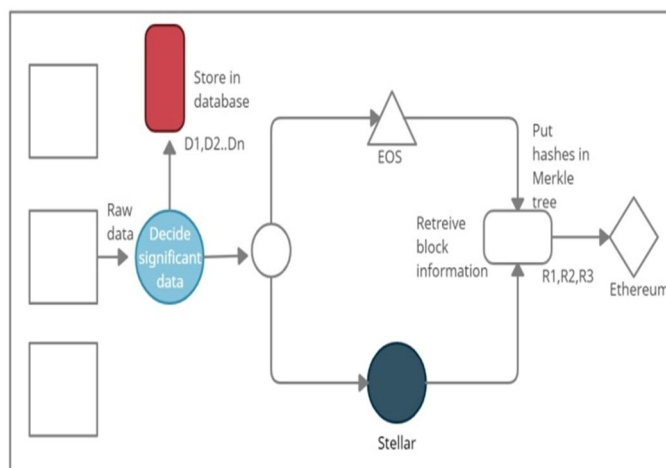 Store in
database
D1,D2..Dn
Raw
data
Decide
significant
data
EOS
Put
hashes in
Merkle
tree
Retreive
block
information
R1,R2,R3
Ethereum
Stellar